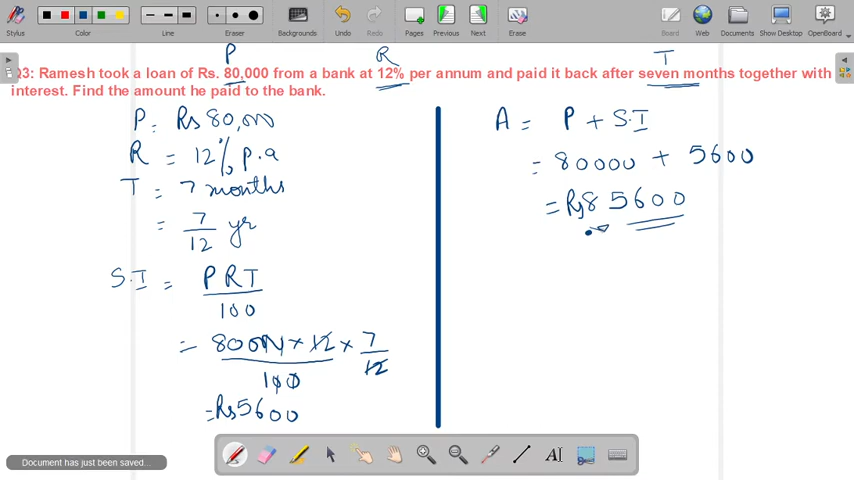 Stylus
Color
Line
Eraser
Backgrounds
Undo
Redo
Pages
Previous
Next
Erase
Board
Web
Documents
Show Desktop
OpenBoard
P R T
Q3: Ramesh took a loan of Rs. 80,000 from a bank at 12% per annum and paid it back after seven months together with
interest. Find the amount he paid to the bank.
P = Rs 80,000
R = 12% p.a
T = 7 months
= 7/12 yr
S.I = PRT/100
= 80000 × 12 × 7/12
100
= Rs 5600
A = P + S.I
= 80000 + 5600
= Rs 85600
Document has just been saved...